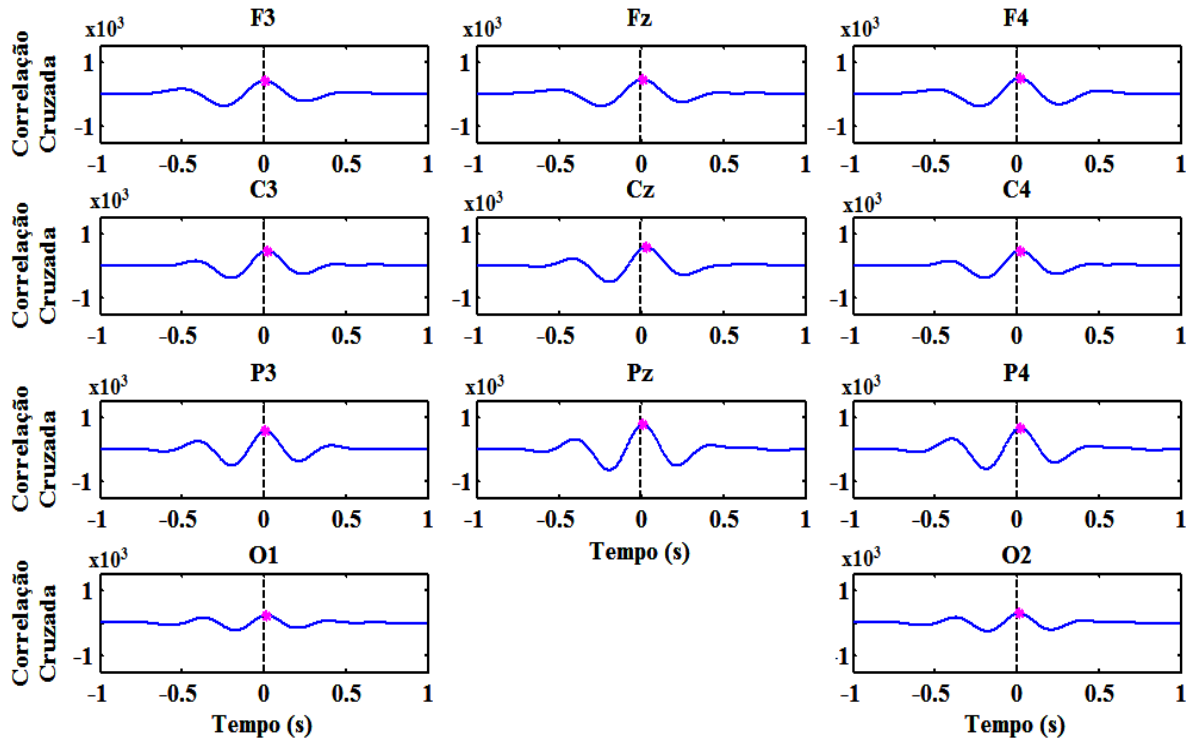 F3 Fz F4
x10³ x10³ x10³
Correlação Cruzada
1 1 1
-1 -1 -1
-1 -0.5 0 0.5 1 -1 -0.5 0 0.5 1 -1 -0.5 0 0.5 1
C3 Cz C4
x10³ x10³ x10³
Correlação Cruzada
1 1 1
-1 -1 -1
-1 -0.5 0 0.5 1 -1 -0.5 0 0.5 1 -1 -0.5 0 0.5 1
P3 Pz P4
x10³ x10³ x10³
Correlação Cruzada
1 1 1
-1 -1 -1
-1 -0.5 0 0.5 1 -1 -0.5 0 0.5 1 -1 -0.5 0 0.5 1
Tempo (s)
O1 O2
x10³ x10³
Correlação Cruzada
1 1
-1 -1
-1 -0.5 0 0.5 1 -1 -0.5 0 0.5 1
Tempo (s) Tempo (s)